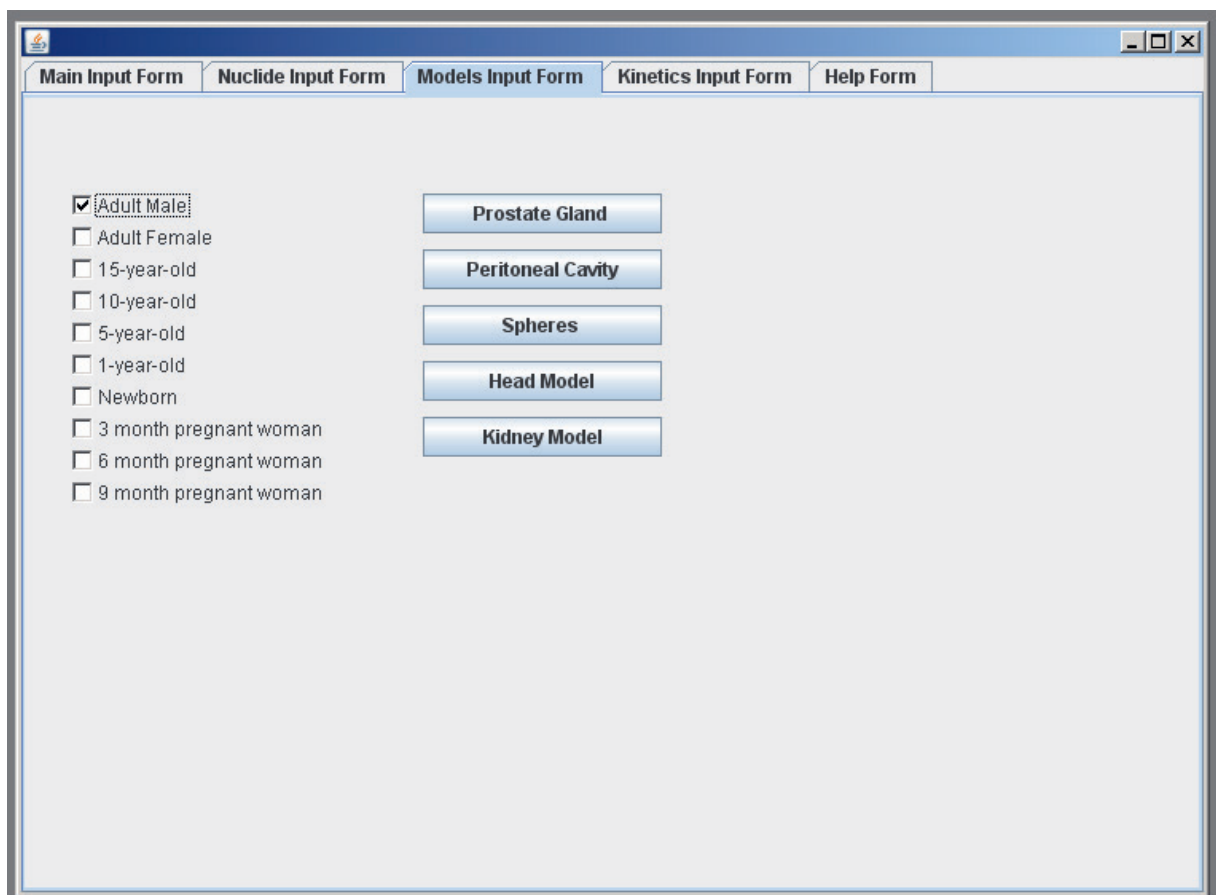 Main Input Form
Nuclide Input Form
Models Input Form
Kinetics Input Form
Help Form
Adult Male
Adult Female
15-year-old
10-year-old
5-year-old
1-year-old
Newborn
3 month pregnant woman
6 month pregnant woman
9 month pregnant woman
Prostate Gland
Peritoneal Cavity
Spheres
Head Model
Kidney Model